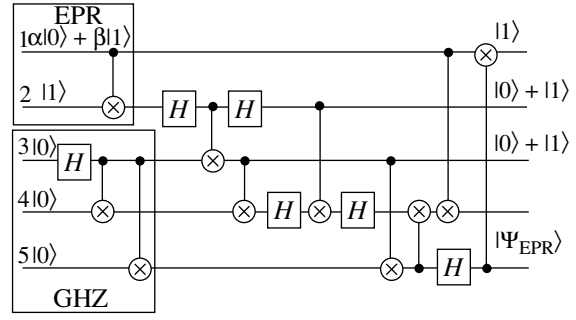 EPR
1α|0⟩ + β|1⟩ |1⟩
2 |1⟩ H H |0⟩ + |1⟩
3|0⟩ H |0⟩ + |1⟩
4|0⟩ H H
5|0⟩ H |Ψ_EPR⟩
GHZ